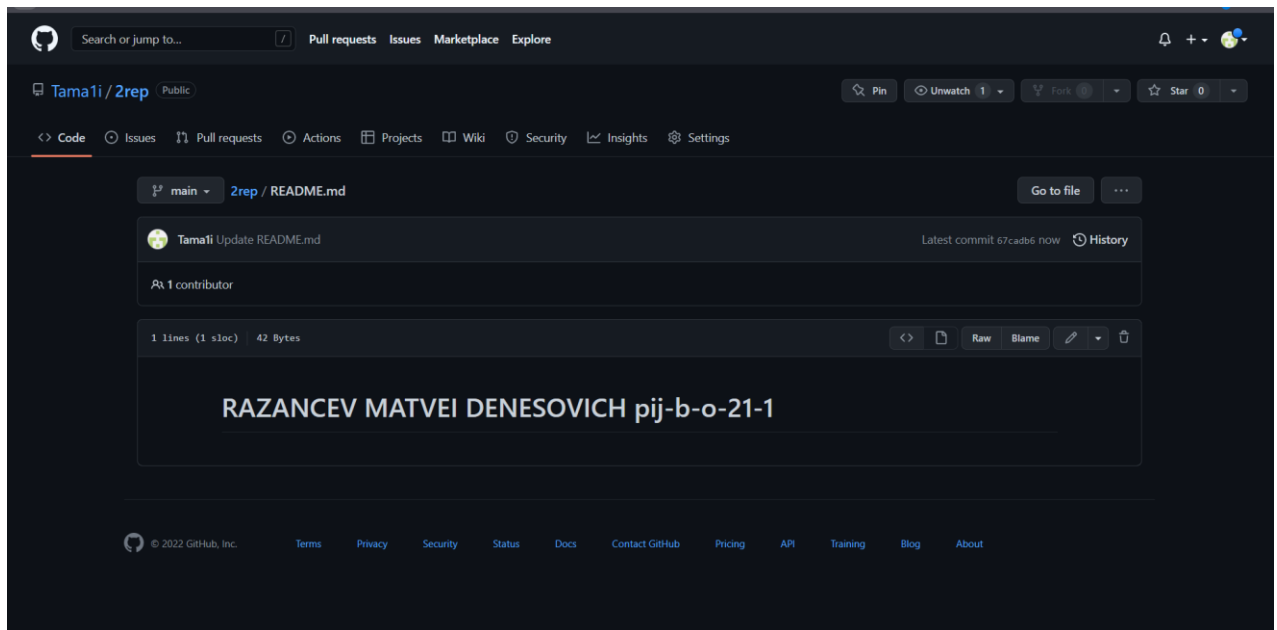 Search or jump to... / Pull requests Issues Marketplace Explore
Tama1i / 2rep Public Pin Unwatch 1 Fork 0 Star 0
Code Issues Pull requests Actions Projects Wiki Security Insights Settings
main 2rep / README.md Go to file ...
Tama1i Update README.md Latest commit 67cadb6 now History
1 contributor
1 lines (1 sloc) 42 Bytes <> Raw Blame
RAZANCEV MATVEI DENESOVICH pij-b-o-21-1
© 2022 GitHub, Inc. Terms Privacy Security Status Docs Contact GitHub Pricing API Training Blog About